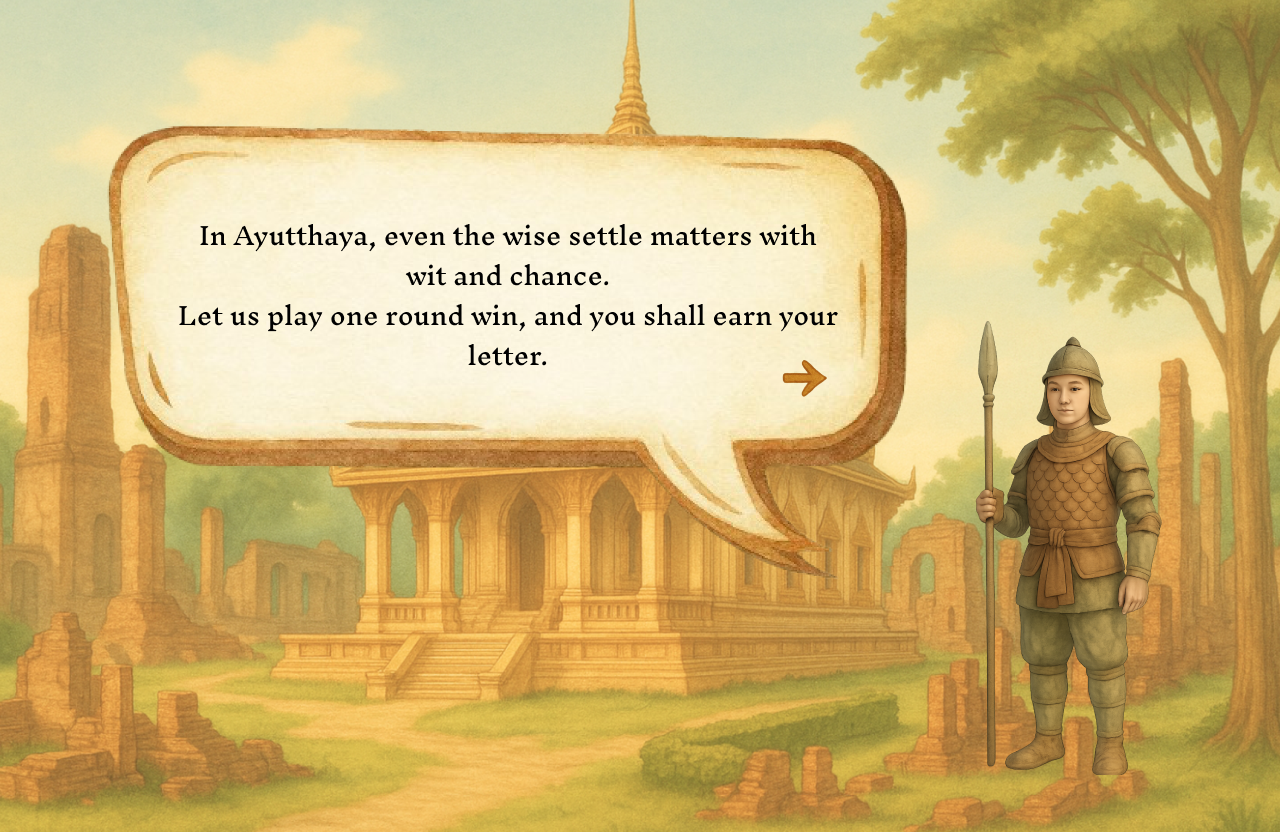 In Ayutthaya, even the wise settle matters with
wit and chance.
Let us play one round win, and you shall earn your
letter.